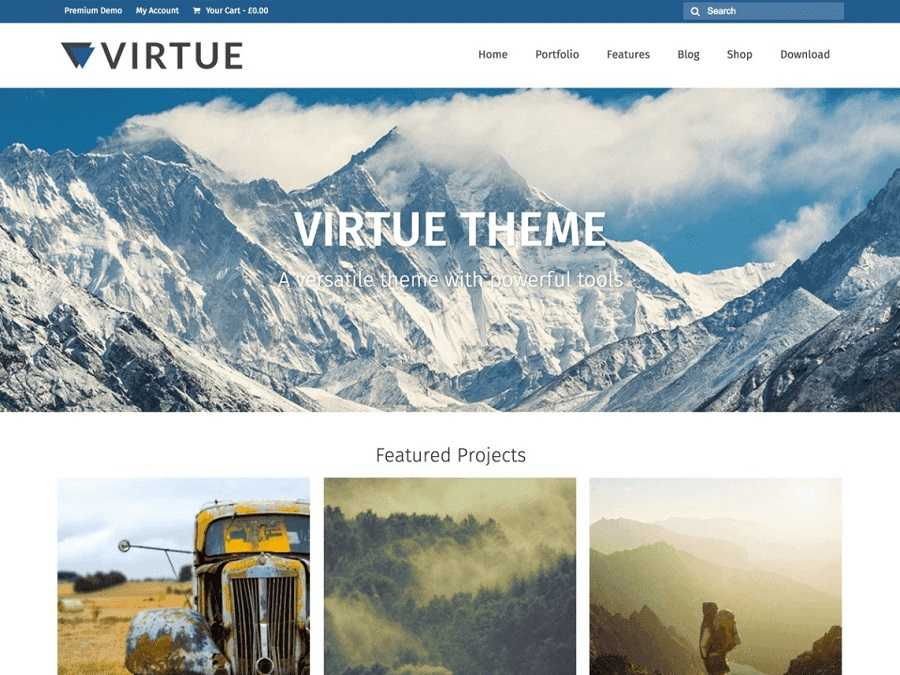 Premium Demo My Account Your Cart - £0.00 Search
VIRTUE
Home Portfolio Features Blog Shop Download
VIRTUE THEME
A versatile theme with powerful tools
Featured Projects